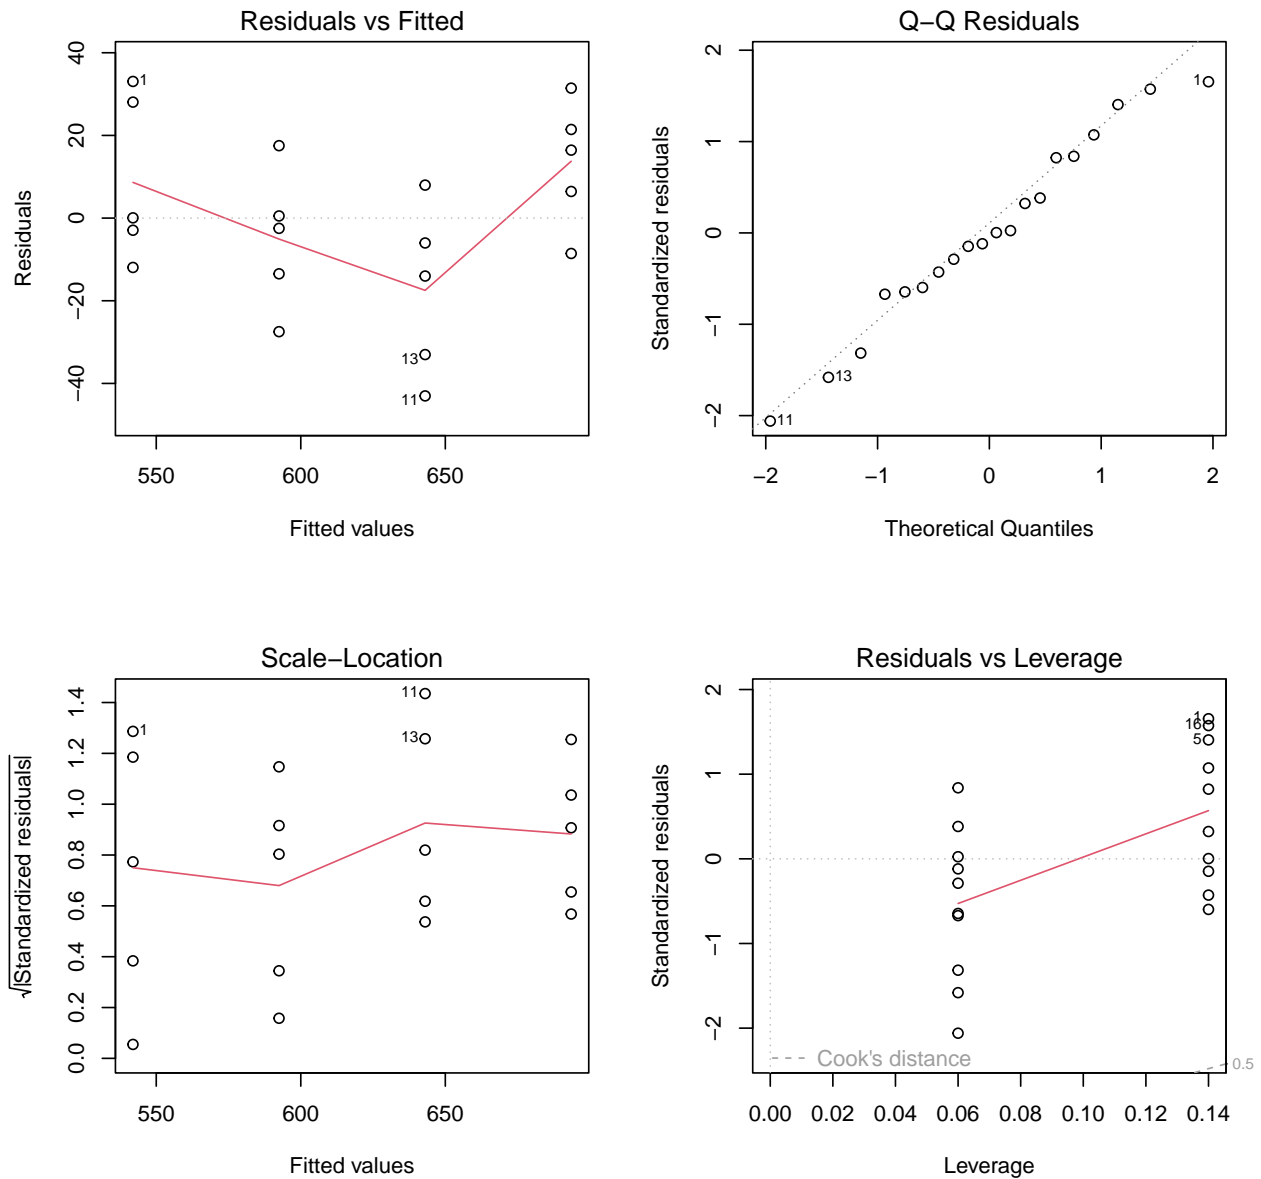 Residuals vs Fitted
40
20
0
−20
−40
Residuals
1
13
11
550 600 650
Fitted values
Q−Q Residuals
2
1
0
−1
−2
Standardized residuals
1
13
11
−2 −1 0 1 2
Theoretical Quantiles
Scale−Location
1.4
1.2
1.0
0.8
0.6
0.4
0.2
0.0
√|Standardized residuals|
11
1
13
550 600 650
Fitted values
Residuals vs Leverage
2
1
0
−1
−2
Standardized residuals
1
16
5
Cook's distance
0.5
0.00 0.02 0.04 0.06 0.08 0.10 0.12 0.14
Leverage